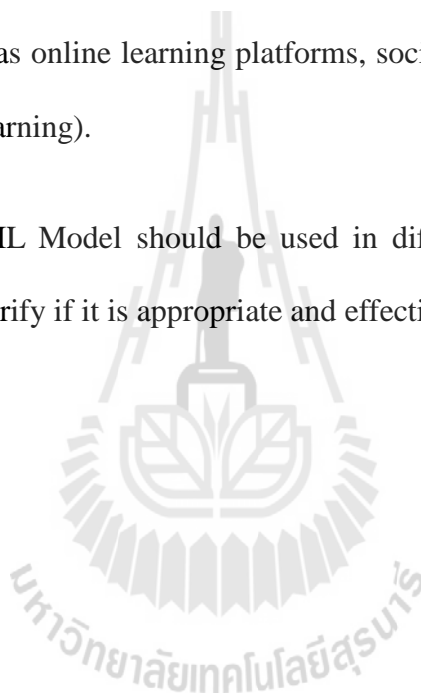 as online learning platforms, soci
arning).
IL Model should be used in dif
rify if it is appropriate and effecti
มหาวิทยาลัยเทคโนโลยีสุรนารี